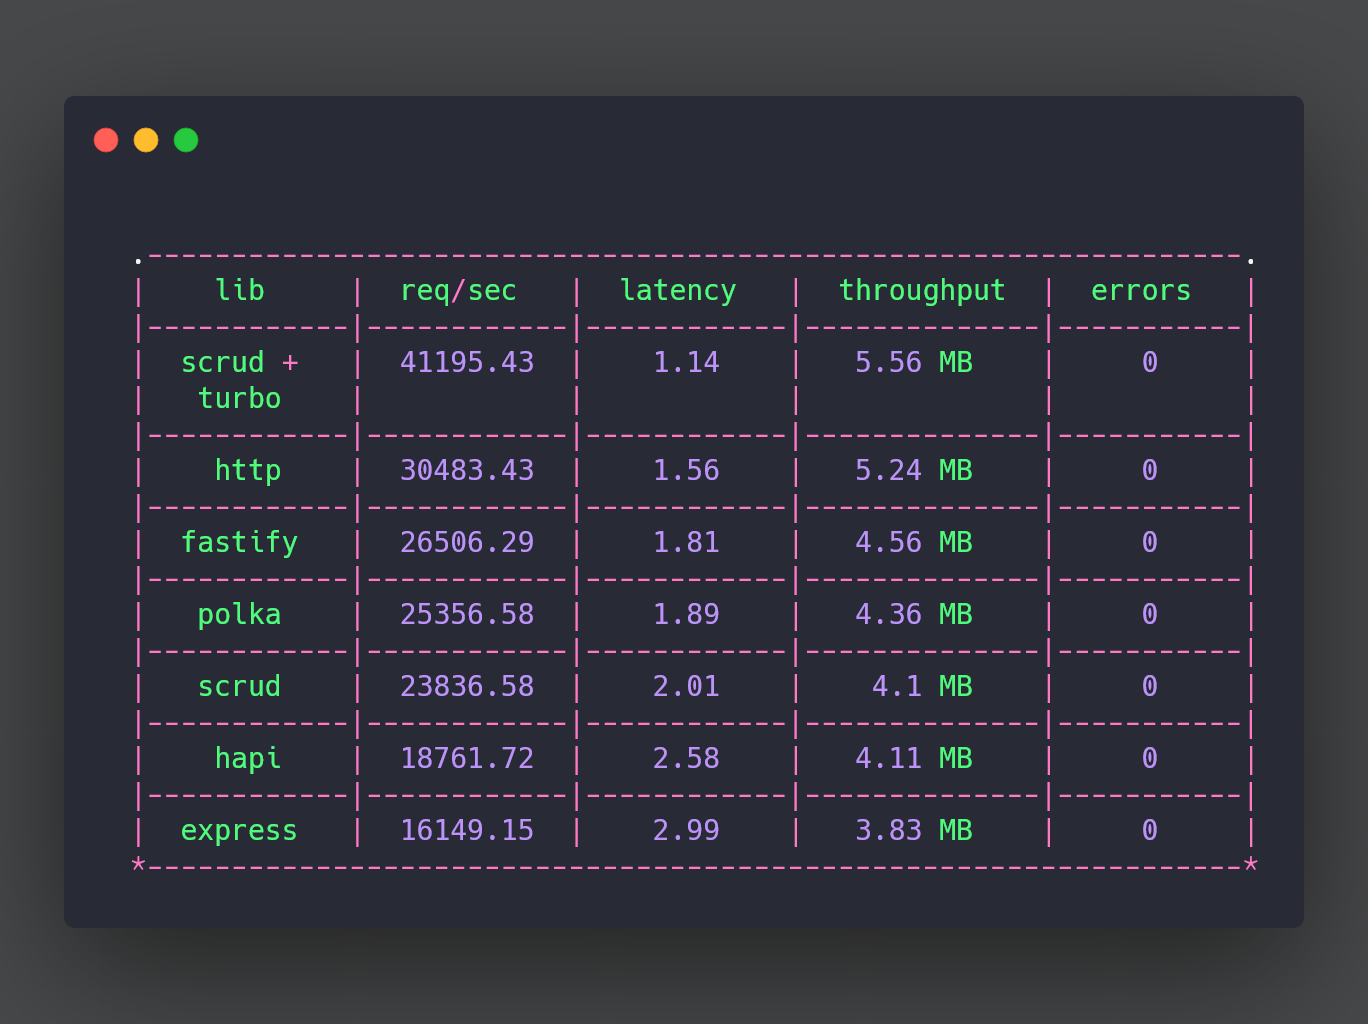 .-----------------------------------------------------------------.
| lib | req/sec | latency | throughput | errors |
|------------|------------|------------|--------------|-----------|
| scrud + | 41195.43 | 1.14 | 5.56 MB | 0 |
| turbo | | | | |
|------------|------------|------------|--------------|-----------|
| http | 30483.43 | 1.56 | 5.24 MB | 0 |
|------------|------------|------------|--------------|-----------|
| fastify | 26506.29 | 1.81 | 4.56 MB | 0 |
|------------|------------|------------|--------------|-----------|
| polka | 25356.58 | 1.89 | 4.36 MB | 0 |
|------------|------------|------------|--------------|-----------|
| scrud | 23836.58 | 2.01 | 4.1 MB | 0 |
|------------|------------|------------|--------------|-----------|
| hapi | 18761.72 | 2.58 | 4.11 MB | 0 |
|------------|------------|------------|--------------|-----------|
| express | 16149.15 | 2.99 | 3.83 MB | 0 |
*-----------------------------------------------------------------*